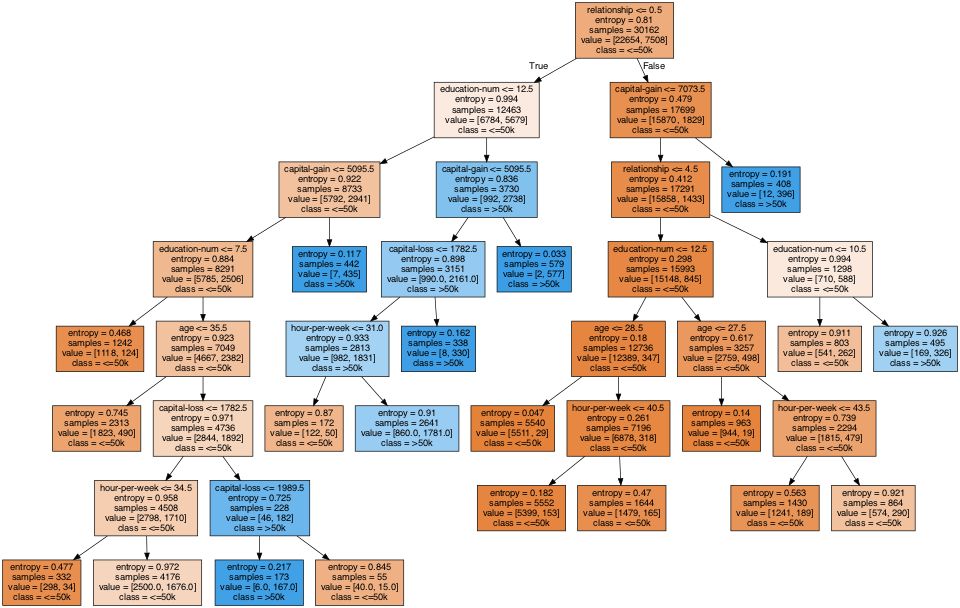 relationship <= 0.5
entropy = 0.81
samples = 30162
value = [22654, 7508]
class = <=50k
True
False
education-num <= 12.5
entropy = 0.994
samples = 12463
value = [6784, 5679]
class = <=50k
capital-gain <= 7073.5
entropy = 0.479
samples = 17699
value = [15870, 1829]
class = <=50k
capital-gain <= 5095.5
entropy = 0.922
samples = 8733
value = [5792, 2941]
class = <=50k
capital-gain <= 5095.5
entropy = 0.836
samples = 3730
value = [992, 2738]
class = >50k
relationship <= 4.5
entropy = 0.412
samples = 17291
value = [15858, 1433]
class = <=50k
entropy = 0.191
samples = 408
value = [12, 396]
class = >50k
education-num <= 7.5
entropy = 0.884
samples = 8291
value = [5785, 2506]
class = <=50k
entropy = 0.117
samples = 442
value = [7, 435]
class = >50k
capital-loss <= 1782.5
entropy = 0.898
samples = 3151
value = [990.0, 2161.0]
class = >50k
entropy = 0.033
samples = 579
value = [2, 577]
class = >50k
education-num <= 12.5
entropy = 0.298
samples = 15993
value = [15148, 845]
class = <=50k
education-num <= 10.5
entropy = 0.994
samples = 1298
value = [710, 588]
class = <=50k
entropy = 0.468
samples = 1242
value = [1118, 124]
class = <=50k
age <= 35.5
entropy = 0.923
samples = 7049
value = [4667, 2382]
class = <=50k
hour-per-week <= 31.0
entropy = 0.933
samples = 2813
value = [982, 1831]
class = >50k
entropy = 0.162
samples = 338
value = [8, 330]
class = >50k
age <= 28.5
entropy = 0.18
samples = 12736
value = [12389, 347]
class = <=50k
age <= 27.5
entropy = 0.617
samples = 3257
value = [2759, 498]
class = <=50k
entropy = 0.911
samples = 803
value = [541, 262]
class = <=50k
entropy = 0.926
samples = 495
value = [169, 326]
class = >50k
entropy = 0.745
samples = 2313
value = [1823, 490]
class = <=50k
capital-loss <= 1782.5
entropy = 0.971
samples = 4736
value = [2844, 1892]
class = <=50k
entropy = 0.87
samples = 172
value = [122, 50]
class = <=50k
entropy = 0.91
samples = 2641
value = [860.0, 1781.0]
class = >50k
entropy = 0.047
samples = 5540
value = [5511, 29]
class = <=50k
hour-per-week <= 40.5
entropy = 0.261
samples = 7196
value = [6878, 318]
class = <=50k
entropy = 0.14
samples = 963
value = [944, 19]
class = <=50k
hour-per-week <= 43.5
entropy = 0.739
samples = 2294
value = [1815, 479]
class = <=50k
hour-per-week <= 34.5
entropy = 0.958
samples = 4508
value = [2798, 1710]
class = <=50k
capital-loss <= 1989.5
entropy = 0.725
samples = 228
value = [46, 182]
class = >50k
entropy = 0.182
samples = 5552
value = [5399, 153]
class = <=50k
entropy = 0.47
samples = 1644
value = [1479, 165]
class = <=50k
entropy = 0.563
samples = 1430
value = [1241, 189]
class = <=50k
entropy = 0.921
samples = 864
value = [574, 290]
class = <=50k
entropy = 0.477
samples = 332
value = [298, 34]
class = <=50k
entropy = 0.972
samples = 4176
value = [2500.0, 1676.0]
class = <=50k
entropy = 0.217
samples = 173
value = [6.0, 167.0]
class = >50k
entropy = 0.845
samples = 55
value = [40.0, 15.0]
class = <=50k